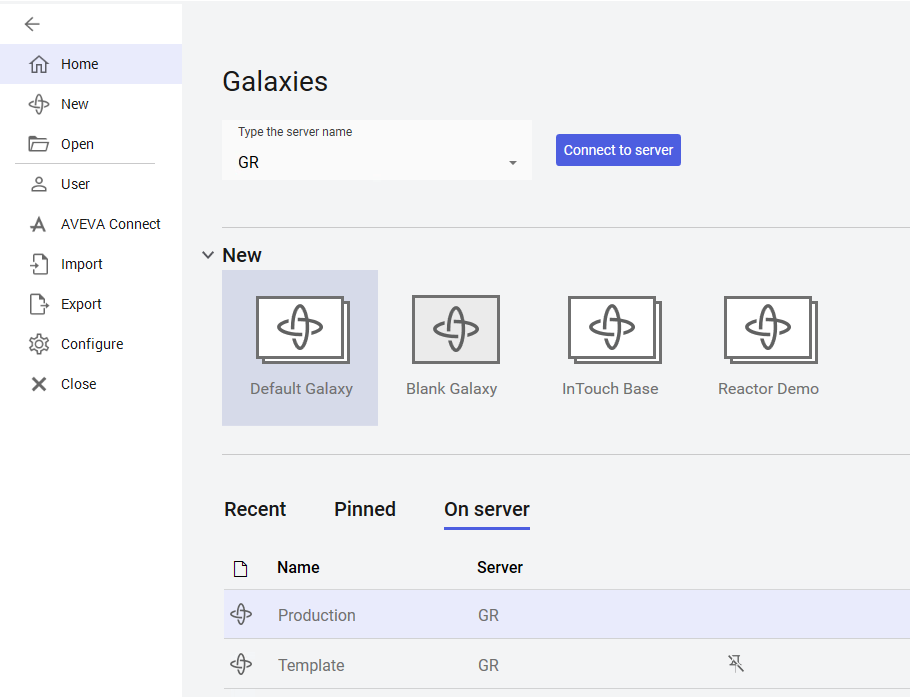 Home
New
Open
User
AVEVA Connect
Import
Export
Configure
Close
Galaxies
Type the server name
GR
Connect to server
New
Default Galaxy
Blank Galaxy
InTouch Base
Reactor Demo
Recent Pinned On server
Name Server
Production GR
Template GR